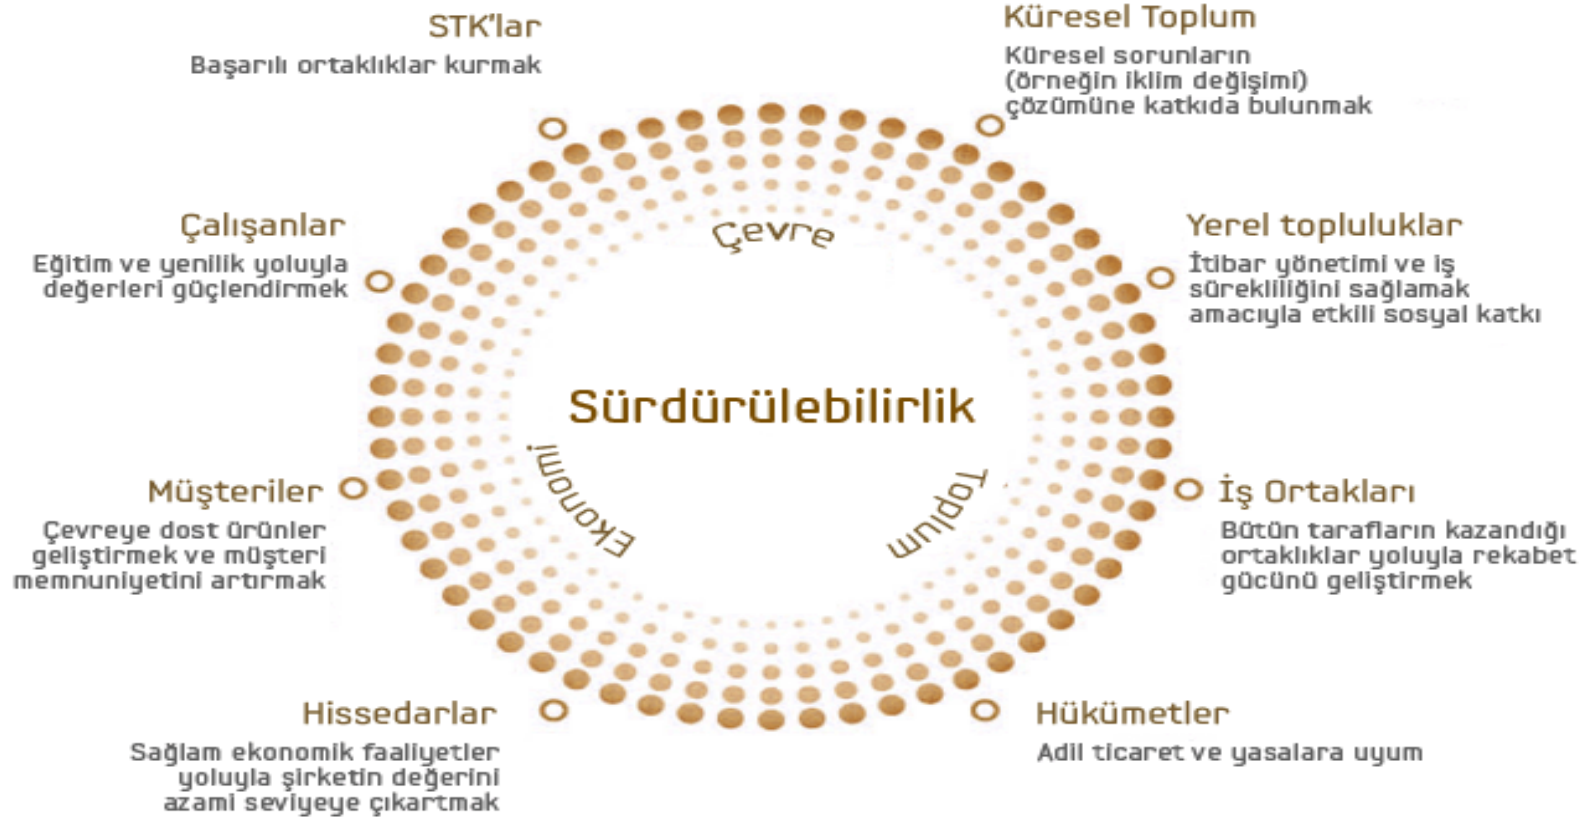 STK'lar
Başarılı ortaklıklar kurmak
Küresel Toplum
Küresel sorunların
(örneğin iklim değişimi)
çözümüne katkıda bulunmak
Çalışanlar
Eğitim ve yenilik yoluyla
değerleri güçlendirmek
Çevre
Yerel topluluklar
İtibar yönetimi ve iş
sürekliliğini sağlamak
amacıyla etkili sosyal katkı
Sürdürülebilirlik
Ekonomi
Toplum
Müşteriler
Çevreye dost ürünler
geliştirmek ve müşteri
memnuniyetini artırmak
İş Ortakları
Bütün tarafların kazandığı
ortaklıklar yoluyla rekabet
gücünü geliştirmek
Hissedarlar
Sağlam ekonomik faaliyetler
yoluyla şirketin değerini
azami seviyeye çıkartmak
Hükümetler
Adil ticaret ve yasalara uyum